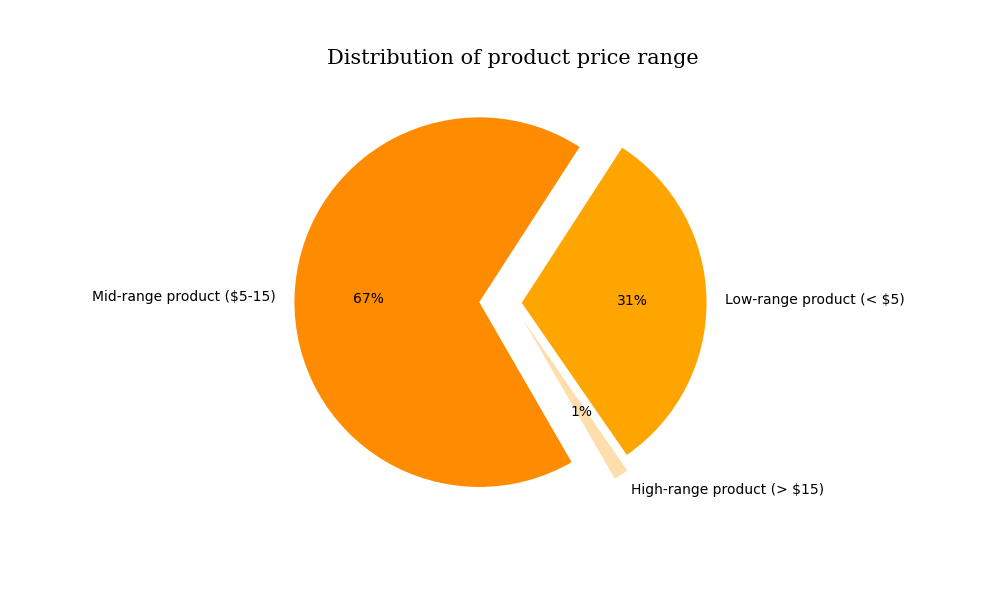 Distribution of product price range
Mid-range product ($5-15)
67%
31%
Low-range product (< $5)
1%
High-range product (> $15)